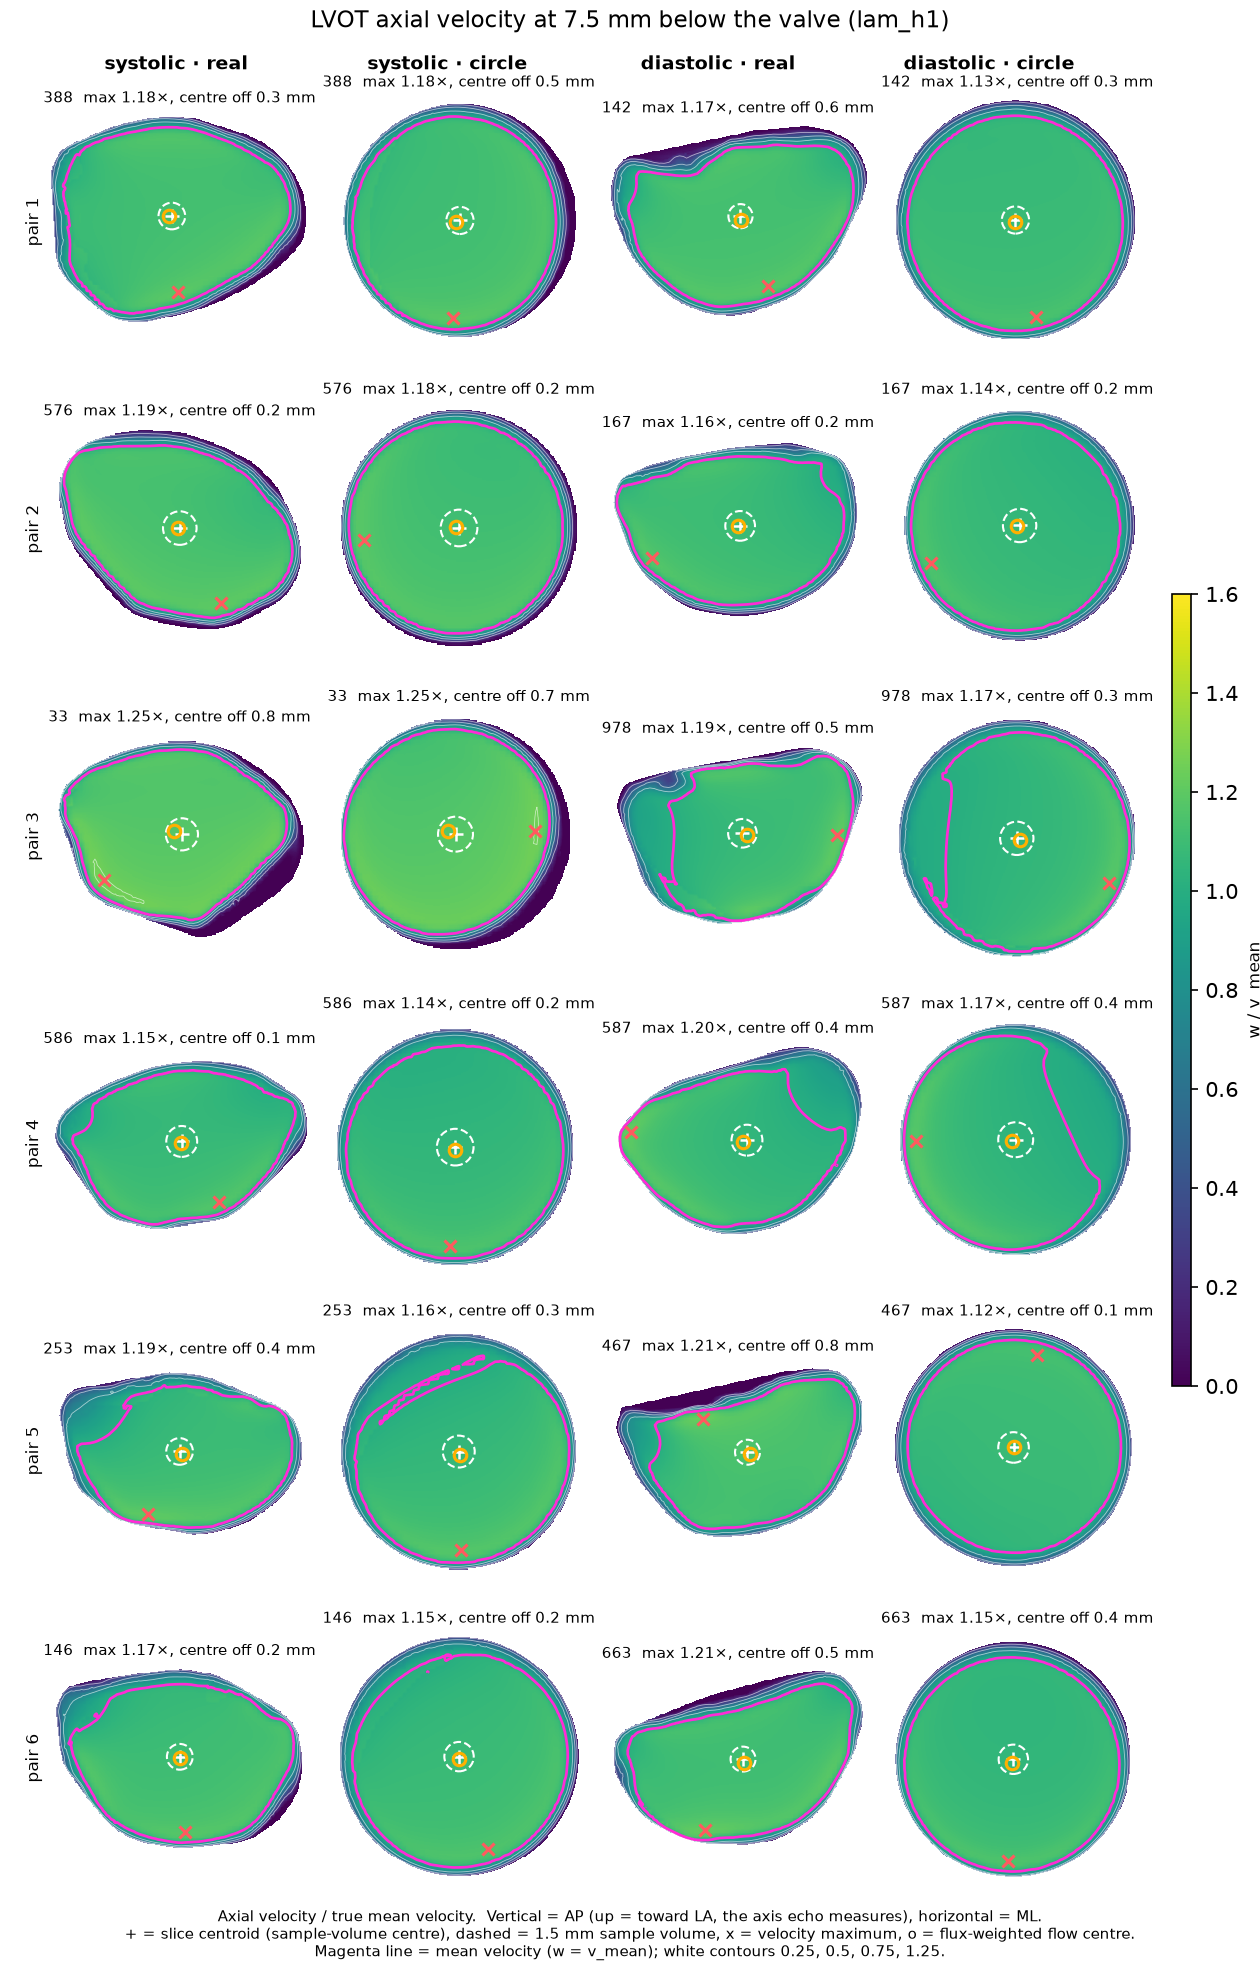 LVOT axial velocity at 7.5 mm below the valve (lam_h1)
systolic · real
systolic · circle
diastolic · real
diastolic · circle
pair 1
388 max 1.18×, centre off 0.3 mm
388 max 1.18×, centre off 0.5 mm
142 max 1.17×, centre off 0.6 mm
142 max 1.13×, centre off 0.3 mm
pair 2
576 max 1.19×, centre off 0.2 mm
576 max 1.18×, centre off 0.2 mm
167 max 1.16×, centre off 0.2 mm
167 max 1.14×, centre off 0.2 mm
pair 3
33 max 1.25×, centre off 0.8 mm
33 max 1.25×, centre off 0.7 mm
978 max 1.19×, centre off 0.5 mm
978 max 1.17×, centre off 0.3 mm
pair 4
586 max 1.15×, centre off 0.1 mm
586 max 1.14×, centre off 0.2 mm
587 max 1.20×, centre off 0.4 mm
587 max 1.17×, centre off 0.4 mm
pair 5
253 max 1.19×, centre off 0.4 mm
253 max 1.16×, centre off 0.3 mm
467 max 1.21×, centre off 0.8 mm
467 max 1.12×, centre off 0.1 mm
pair 6
146 max 1.17×, centre off 0.2 mm
146 max 1.15×, centre off 0.2 mm
663 max 1.21×, centre off 0.5 mm
663 max 1.15×, centre off 0.4 mm
1.6
1.4
1.2
1.0
0.8
0.6
0.4
0.2
0.0
w / v_mean
Axial velocity / true mean velocity. Vertical = AP (up = toward LA, the axis echo measures), horizontal = ML.
+ = slice centroid (sample-volume centre), dashed = 1.5 mm sample volume, x = velocity maximum, o = flux-weighted flow centre.
Magenta line = mean velocity (w = v_mean); white contours 0.25, 0.5, 0.75, 1.25.